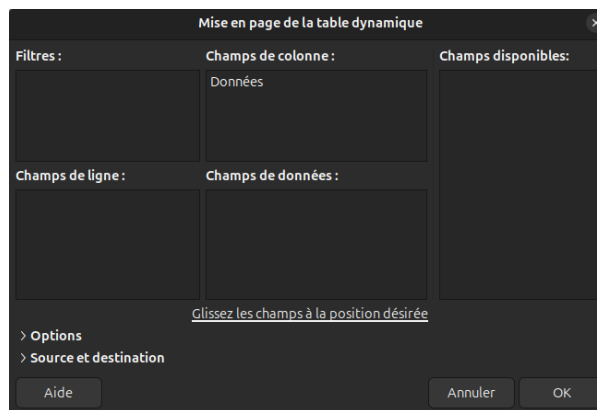 Mise en page de la table dynamique
Filtres :
Champs de colonne :
Champs disponibles:
Données
Champs de ligne :
Champs de données :
Glissez les champs à la position désirée
> Options
> Source et destination
Aide
Annuler
OK